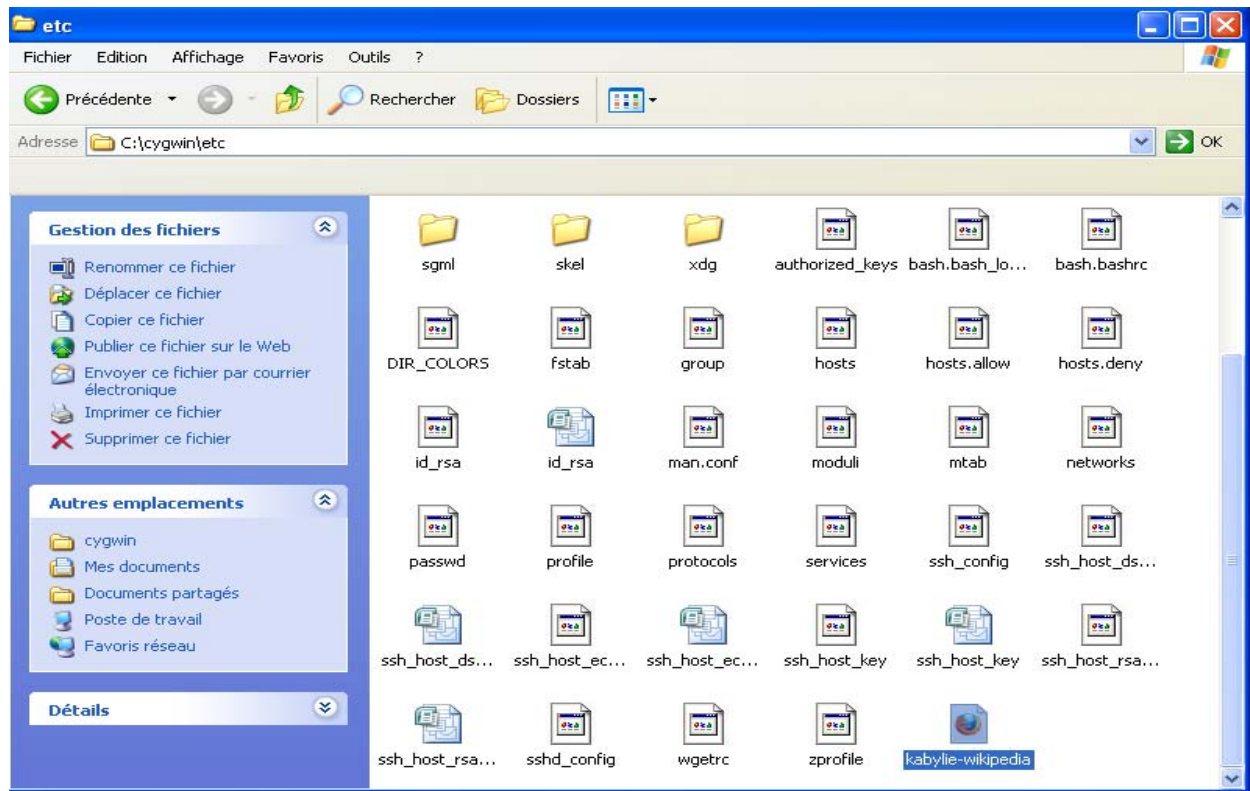 etc
Fichier Edition Affichage Favoris Outils ?
Précédente Rechercher Dossiers
Adresse C:\cygwin\etc OK
Gestion des fichiers
Renommer ce fichier
Déplacer ce fichier
Copier ce fichier
Publier ce fichier sur le Web
Envoyer ce fichier par courrier
électronique
Imprimer ce fichier
Supprimer ce fichier
Autres emplacements
cygwin
Mes documents
Documents partagés
Poste de travail
Favoris réseau
Détails
sgml skel xdg authorized_keys bash.bash_lo... bash.bashrc
DIR_COLORS fstab group hosts hosts.allow hosts.deny
id_rsa id_rsa man.conf moduli mtab networks
passwd profile protocols services ssh_config ssh_host_ds...
ssh_host_ds... ssh_host_ec... ssh_host_ec... ssh_host_key ssh_host_key ssh_host_rsa...
ssh_host_rsa... sshd_config wgetrc zprofile kabylie-wikipedia